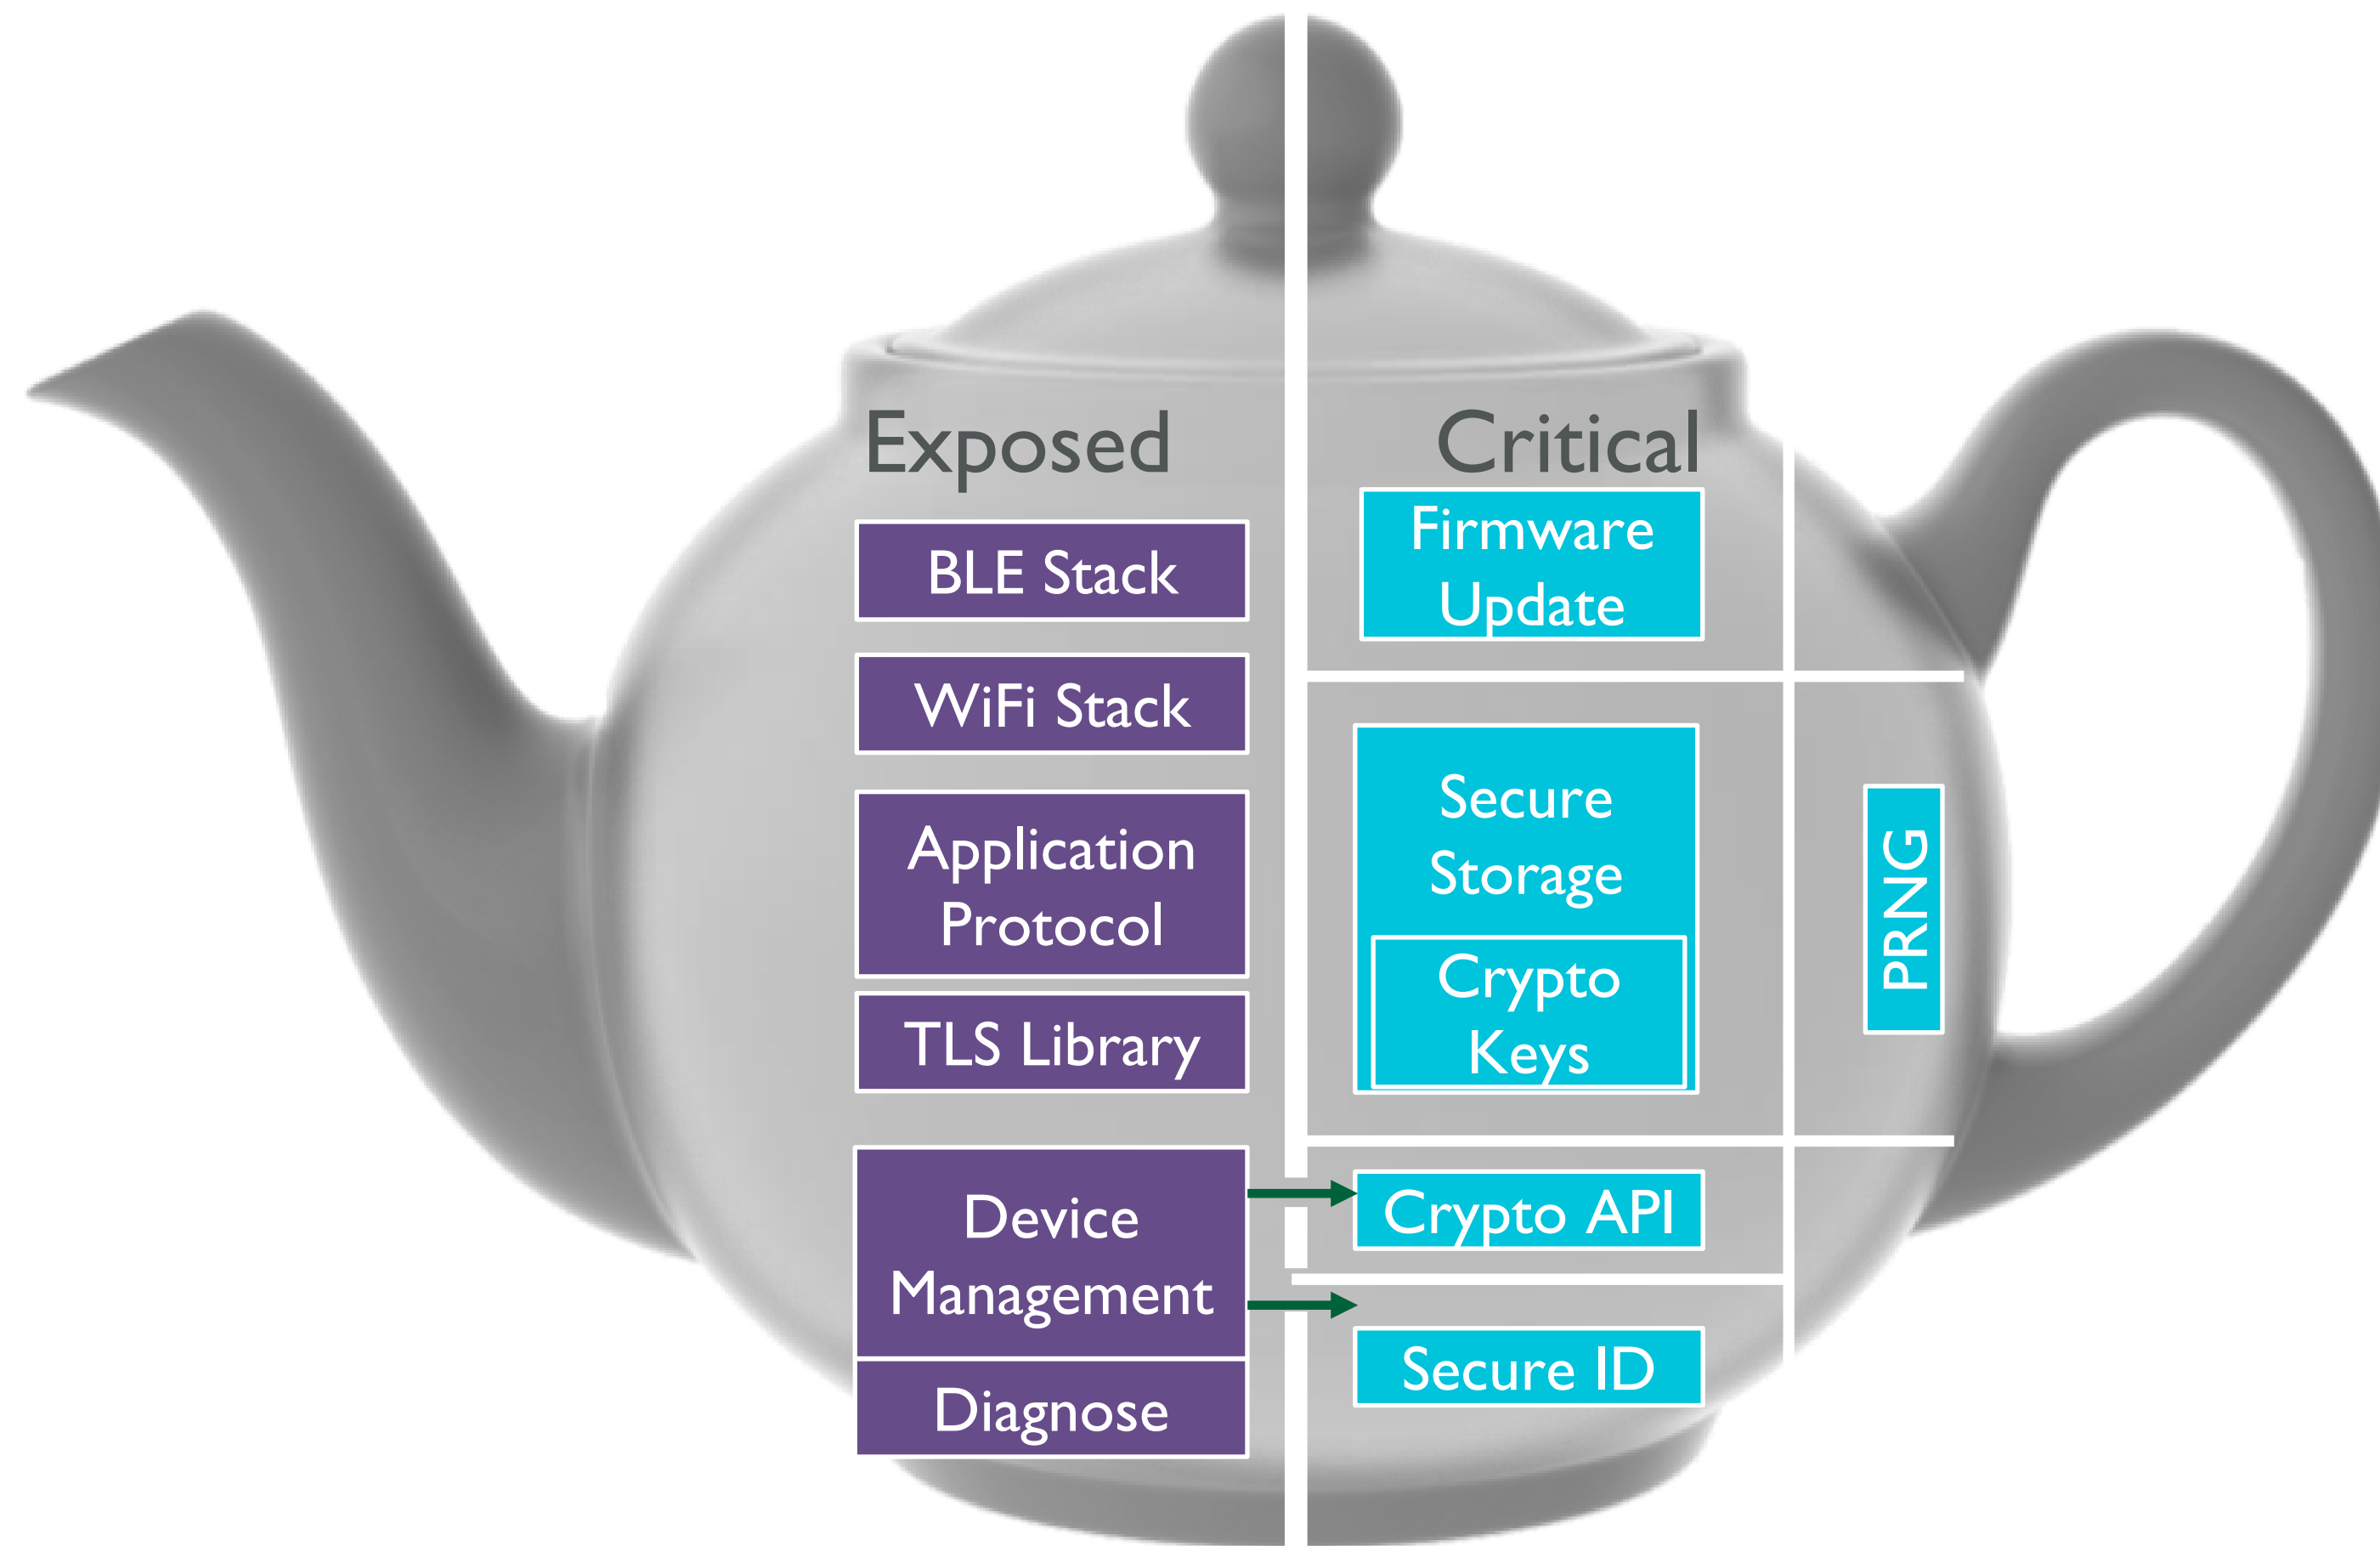 Exposed
BLE Stack
WiFi Stack
Application
Protocol
TLS Library
Device
Management
Diagnose
Critical
Firmware
Update
Secure
Storage
Crypto
Keys
Crypto API
Secure ID
PRNG